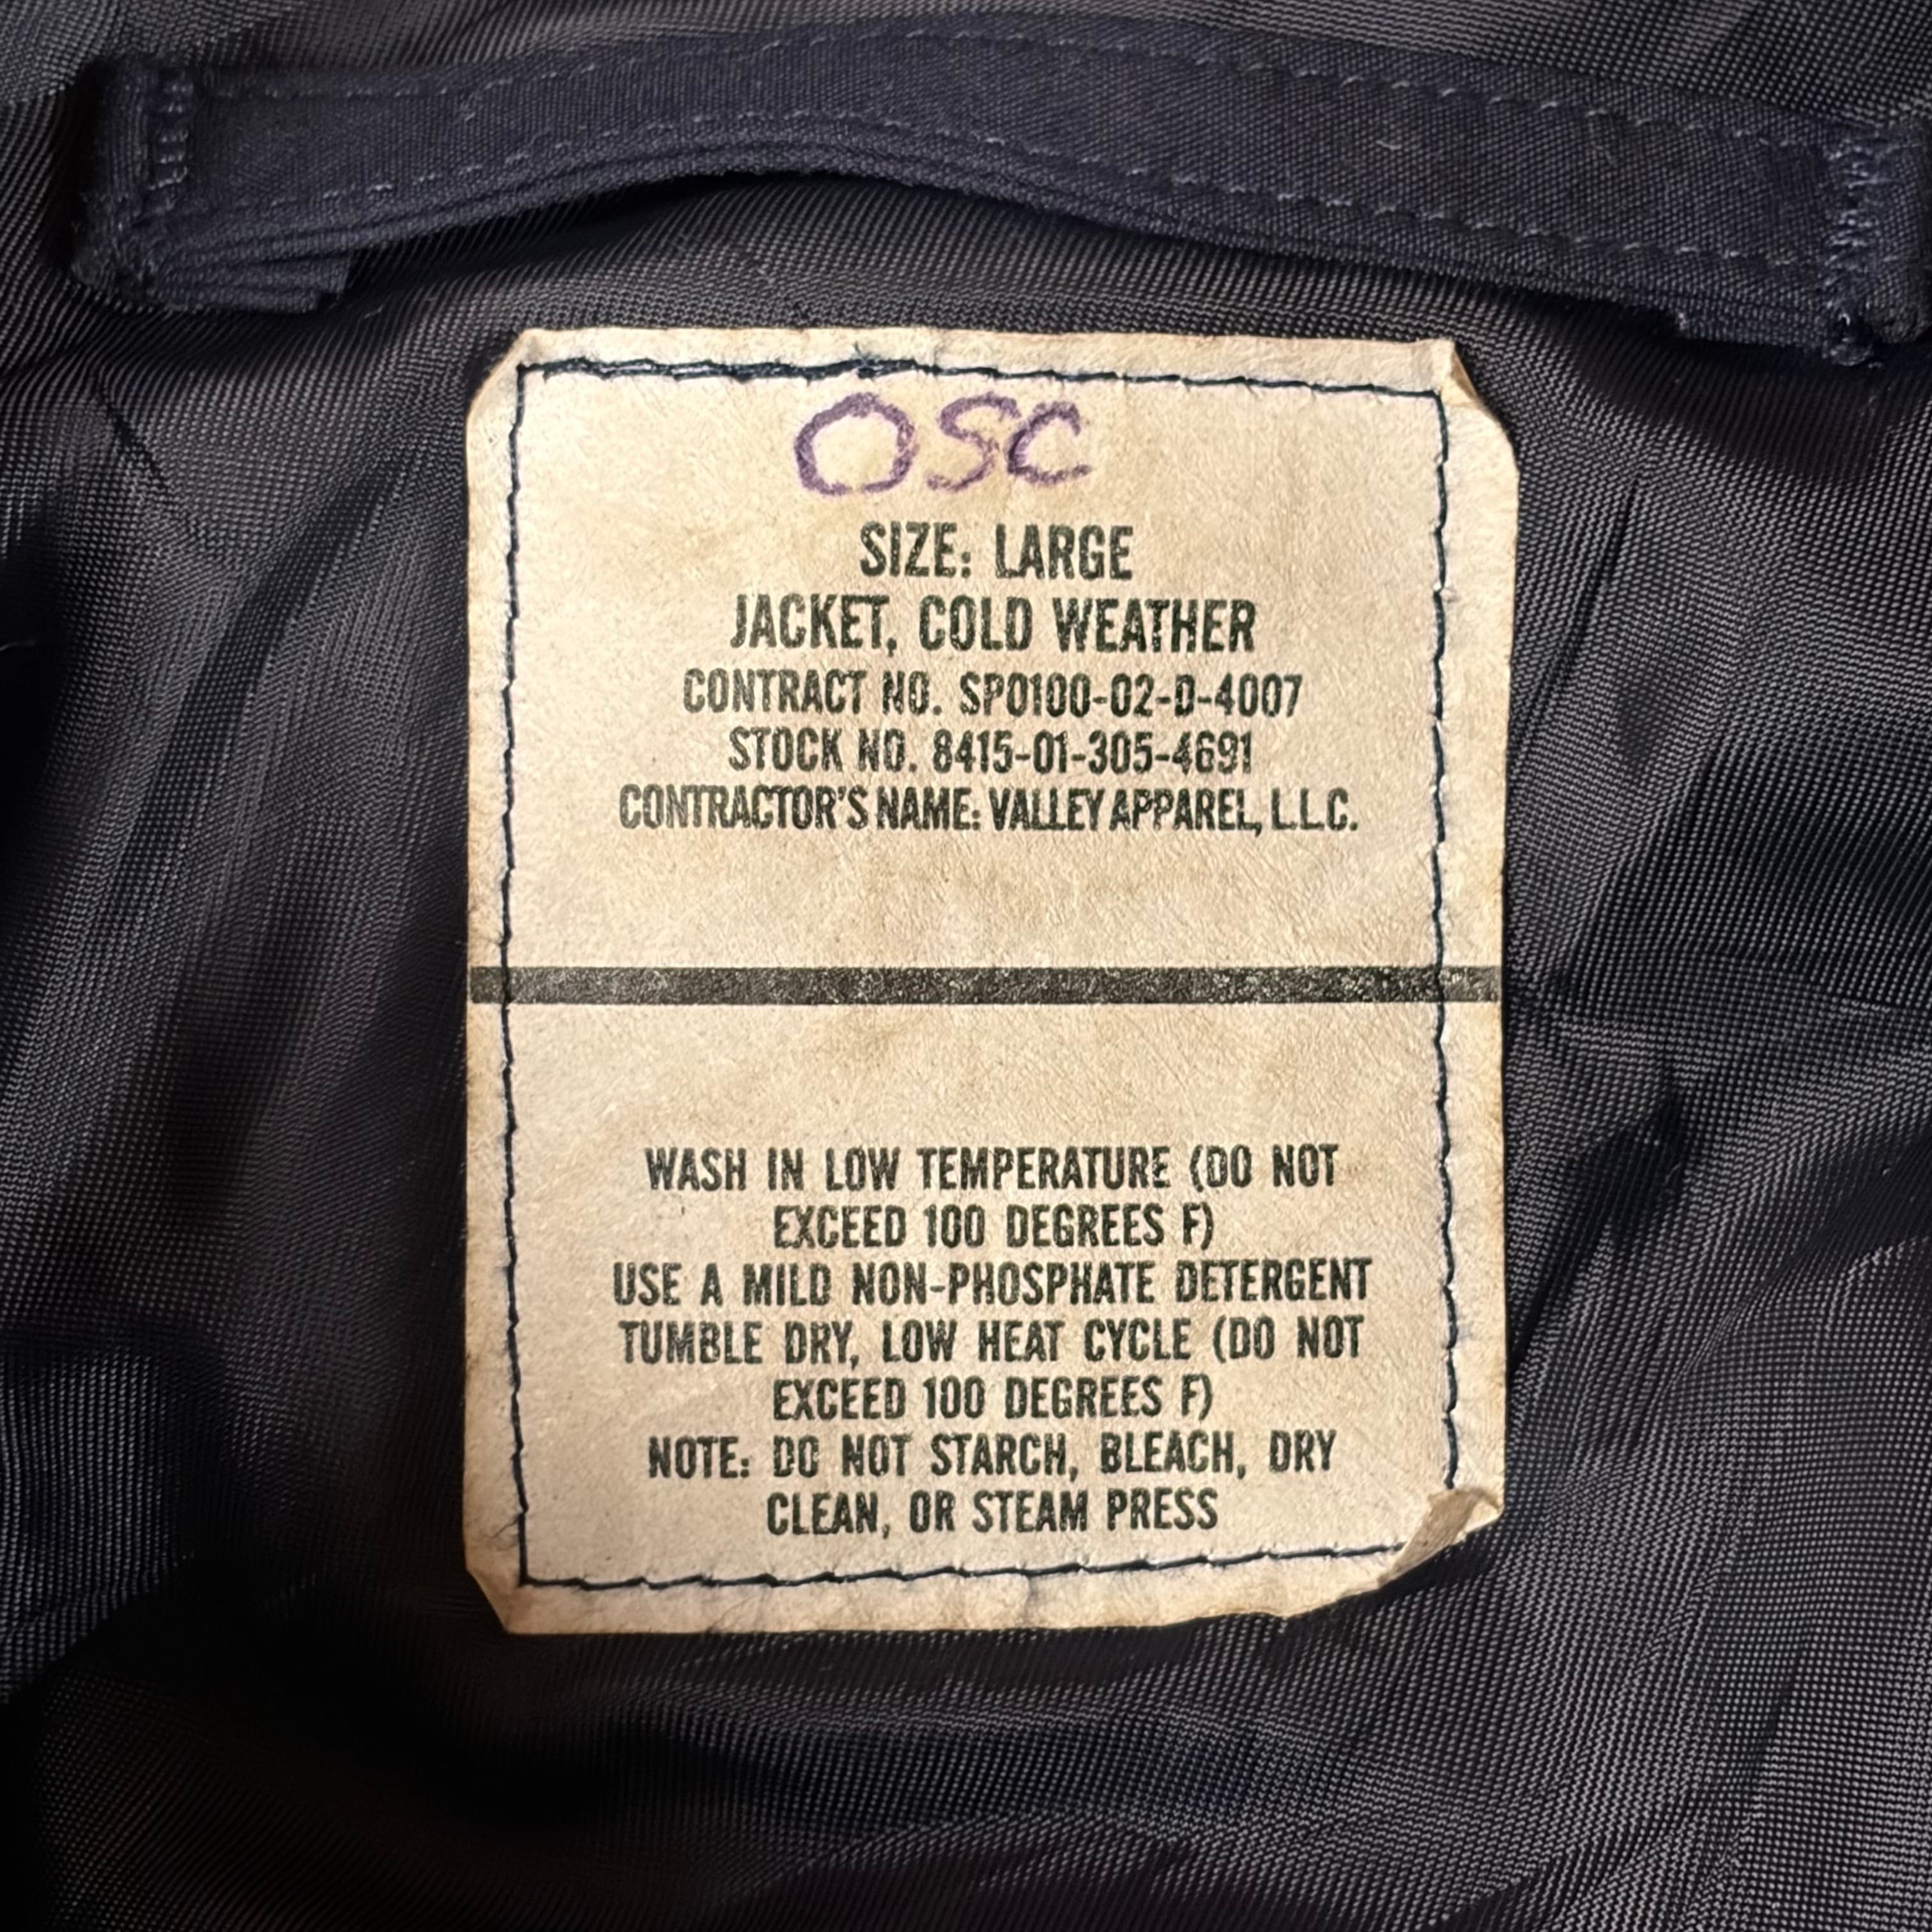 OSC
SIZE: LARGE
JACKET, COLD WEATHER
CONTRACT NO. SP0100-02-D-4007
STOCK NO. 8415-01-305-4691
CONTRACTOR'S NAME: VALLEY APPAREL, L.L.C.
WASH IN LOW TEMPERATURE (DO NOT
EXCEED 100 DEGREES F)
USE A MILD NON-PHOSPHATE DETERGENT
TUMBLE DRY, LOW HEAT CYCLE (DO NOT
EXCEED 100 DEGREES F)
NOTE: DO NOT STARCH, BLEACH, DRY
CLEAN, OR STEAM PRESS